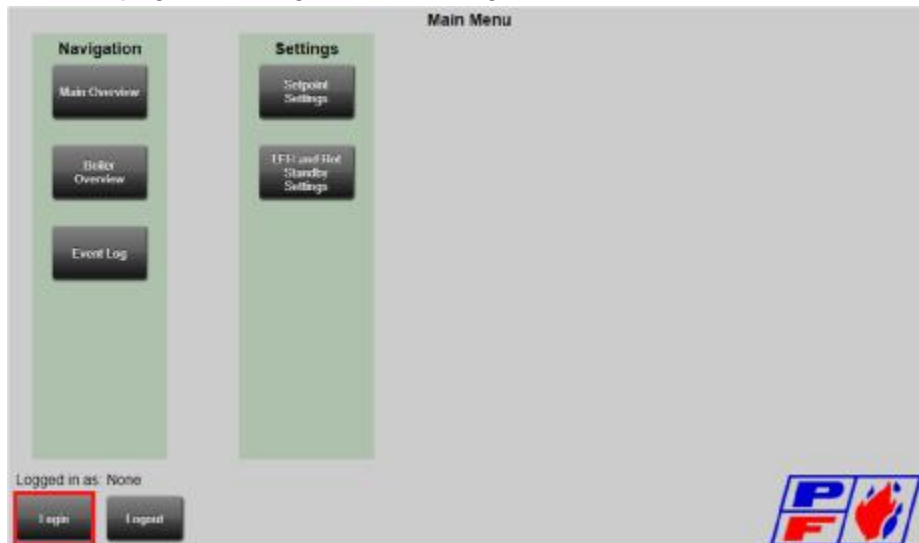 Main Menu
Navigation
Settings
Main Overview
Setpoint
Settings
Boiler
Overview
and Hot
Standby
Settings
Event Log
Logged in as: None
Login
Logout
P
F